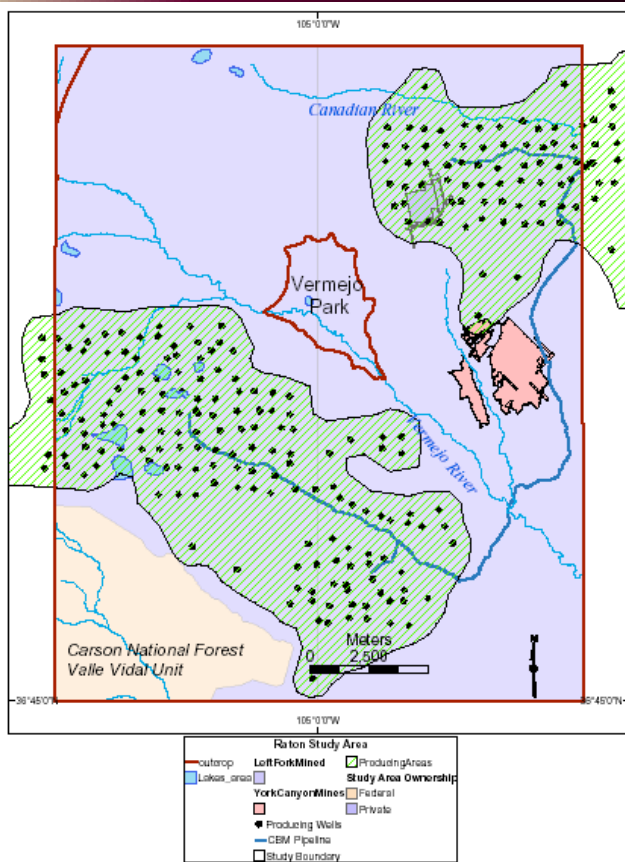 105°0'0"W
Canadian River
Vermejo
Park
Vermejo River
Carson National Forest
Valle Vidal Unit
Meters
0 2,500
N
36°45'0"N 36°45'0"N
105°0'0"W
Raton Study Area
outcrop LeftForkMined ProducingAreas
Lakes_area Study Area Ownership
YorkCanyonMines Federal
Private
Producing Wells
CBM Pipeline
Study Boundary